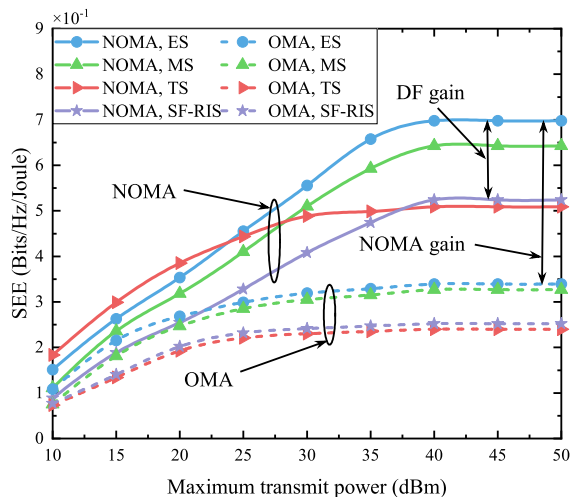 ×10⁻¹
9
8
7
6
5
4
3
2
1
0
SEE (Bits/Hz/Joule)
NOMA, ES
OMA, ES
NOMA, MS
OMA, MS
NOMA, TS
OMA, TS
NOMA, SF-RIS
OMA, SF-RIS
DF gain
NOMA
NOMA gain
OMA
10 15 20 25 30 35 40 45 50
Maximum transmit power (dBm)